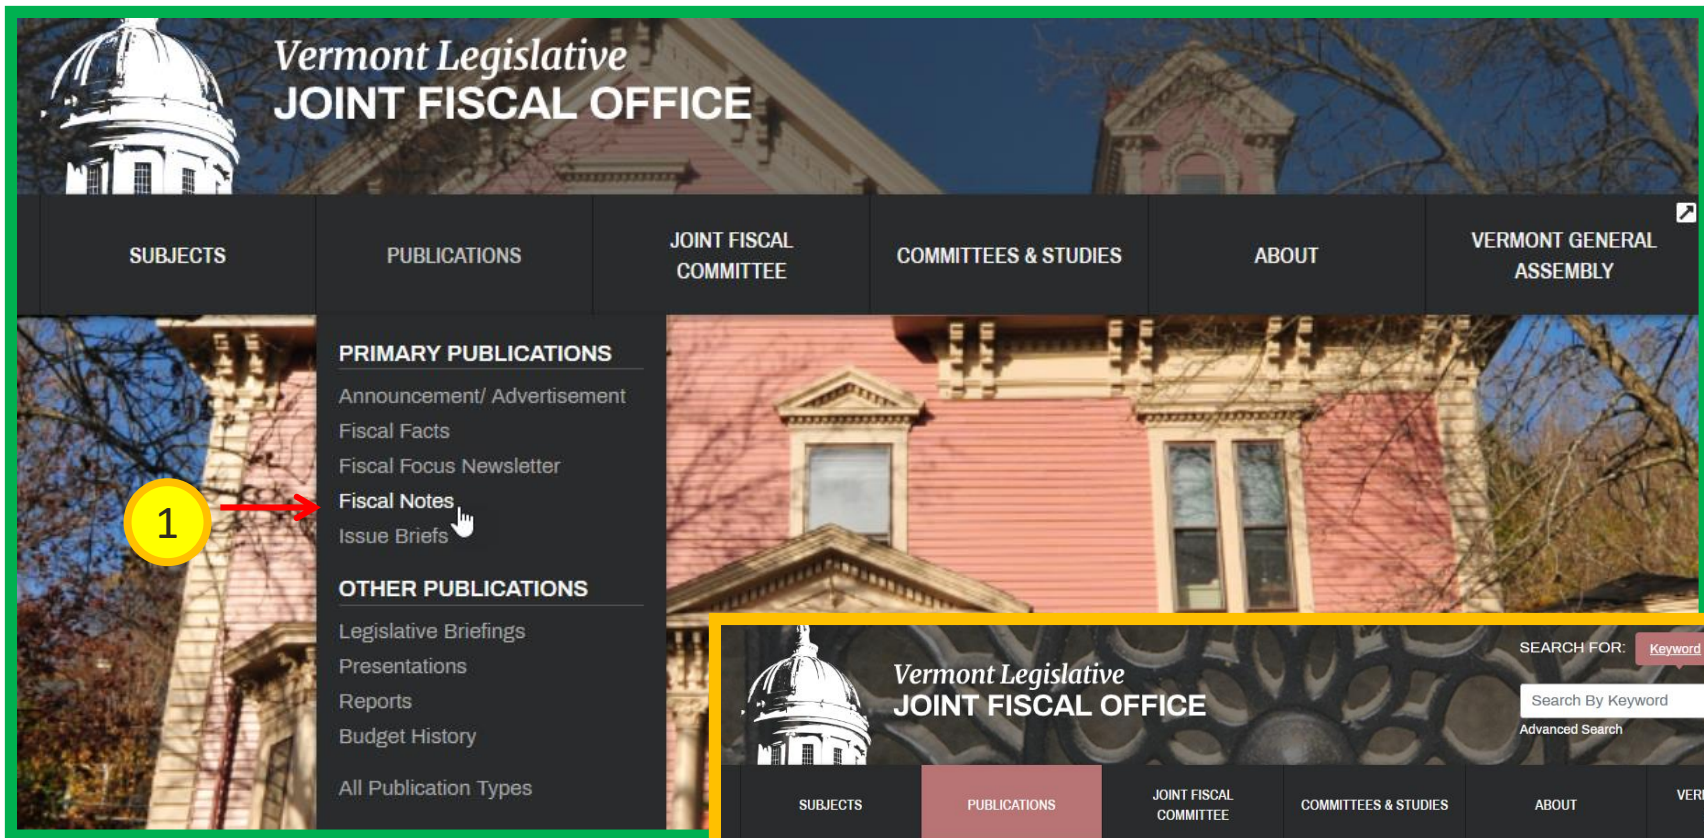 Vermont Legislative
JOINT FISCAL OFFICE
SUBJECTS
PUBLICATIONS
JOINT FISCAL
COMMITTEE
COMMITTEES & STUDIES
ABOUT
VERMONT GENERAL
ASSEMBLY
PRIMARY PUBLICATIONS
Announcement/ Advertisement
Fiscal Facts
Fiscal Focus Newsletter
Fiscal Notes
Issue Briefs
1
OTHER PUBLICATIONS
Legislative Briefings
Presentations
Reports
Budget History
All Publication Types
Vermont Legislative
JOINT FISCAL OFFICE
SEARCH FOR:
Keyword
Search By Keyword
Advanced Search
SUBJECTS
PUBLICATIONS
JOINT FISCAL
COMMITTEE
COMMITTEES & STUDIES
ABOUT